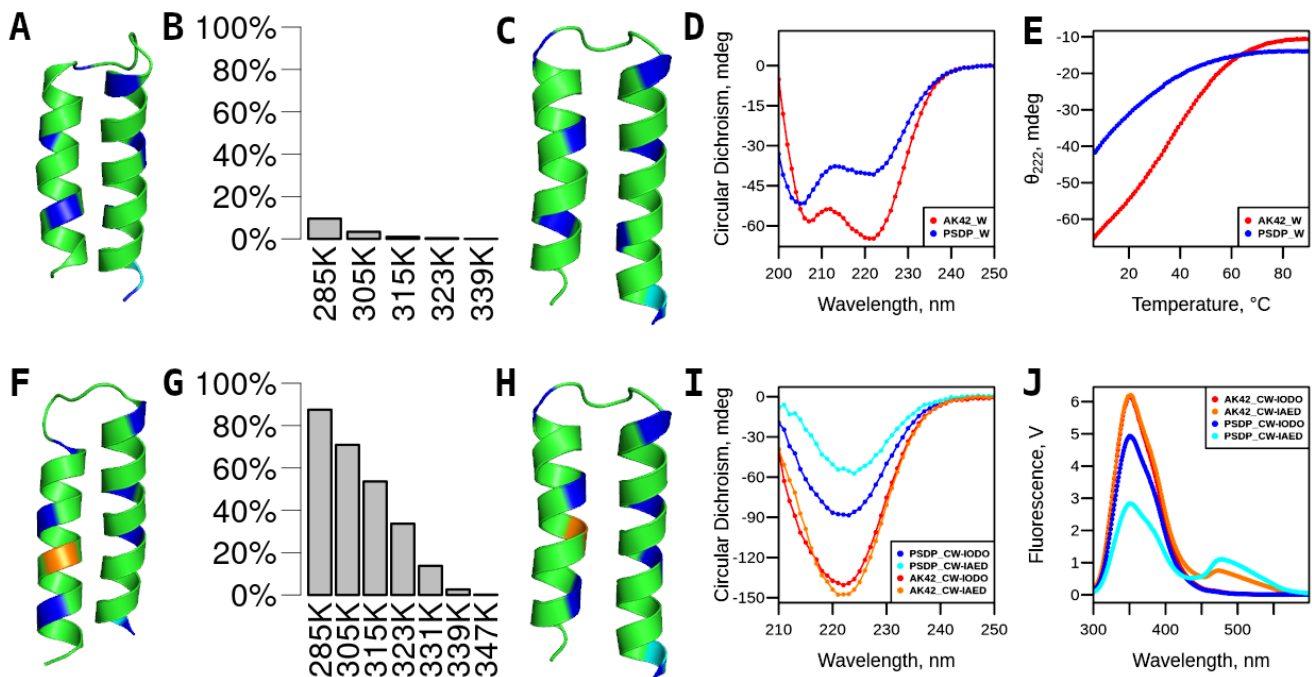 A
B
100%
80%
60%
40%
20%
0%
285K
305K
315K
323K
339K
C
D
Circular Dichroism, mdeg
0
-15
-30
-45
-60
200
210
220
230
240
250
Wavelength, nm
AK42_W
PSDP_W
E
θ222, mdeg
-10
-20
-30
-40
-50
-60
20
40
60
80
Temperature, °C
AK42_W
PSDP_W
F
G
100%
80%
60%
40%
20%
0%
285K
305K
315K
323K
331K
339K
347K
H
I
Circular Dichroism, mdeg
0
-30
-60
-90
-120
-150
210
220
230
240
250
Wavelength, nm
PSDP_CW-IODO
PSDP_CW-IAED
AK42_CW-IODO
AK42_CW-IAED
J
Fluorescence, V
6
5
4
3
2
1
0
300
400
500
Wavelength, nm
AK42_CW-IODO
AK42_CW-IAED
PSDP_CW-IODO
PSDP_CW-IAED